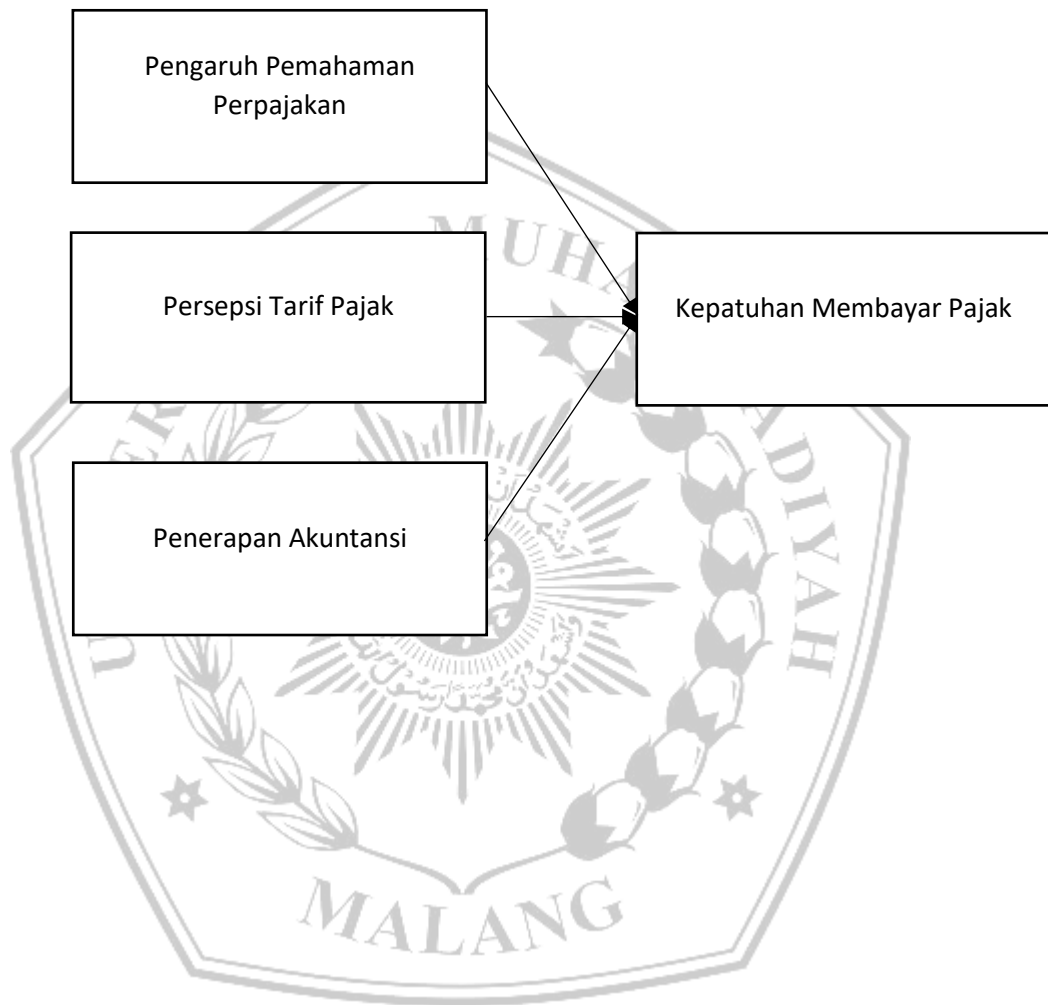 Pengaruh Pemahaman
Perpajakan
Persepsi Tarif Pajak
Kepatuhan Membayar Pajak
Penerapan Akuntansi
MALANG